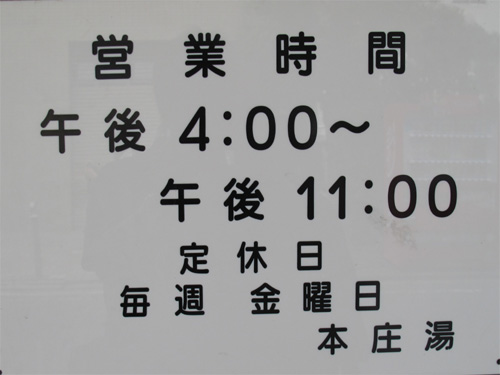 営業時間
午後 4:00～
午後 11:00
定休日
毎週 金曜日
本庄湯